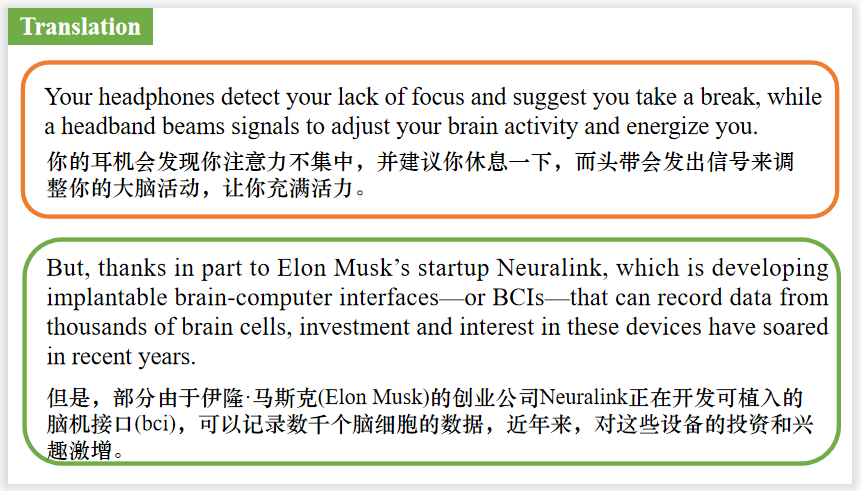 Translation
Your headphones detect your lack of focus and suggest you take a break, while
a headband beams signals to adjust your brain activity and energize you.
你的耳机会发现你注意力不集中，并建议你休息一下，而头带会发出信号来调
整你的大脑活动，让你充满活力。
But, thanks in part to Elon Musk’s startup Neuralink, which is developing
implantable brain-computer interfaces—or BCIs—that can record data from
thousands of brain cells, investment and interest in these devices have soared
in recent years.
但是，部分由于伊隆·马斯克(Elon Musk)的创业公司Neuralink正在开发可植入的
脑机接口(bci)，可以记录数千个脑细胞的数据，近年来，对这些设备的投资和兴
趣激增。